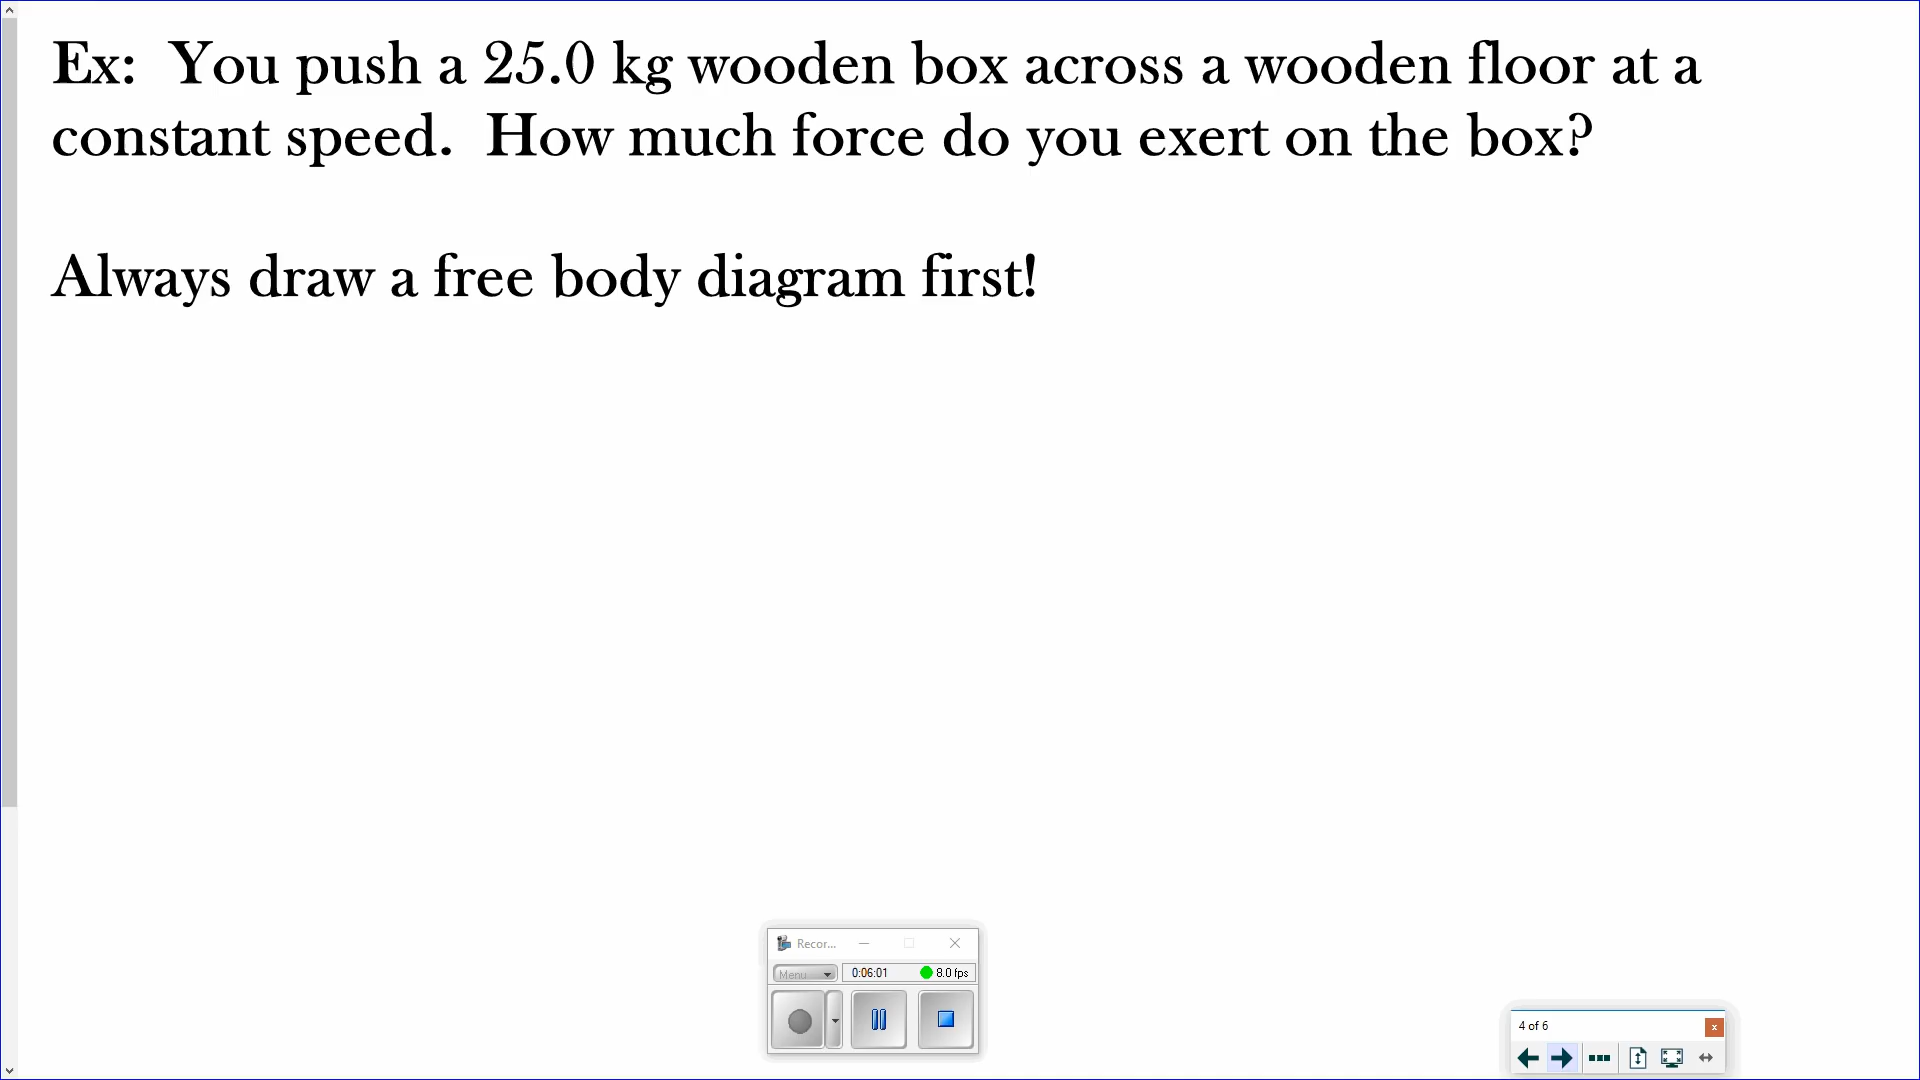 Ex:  You push a 25.0 kg wooden box across a wooden floor at a
constant speed.  How much force do you exert on the box?
Always draw a free body diagram first!
Recor...
Menu
0:06:01
8.0 fps
4 of 6